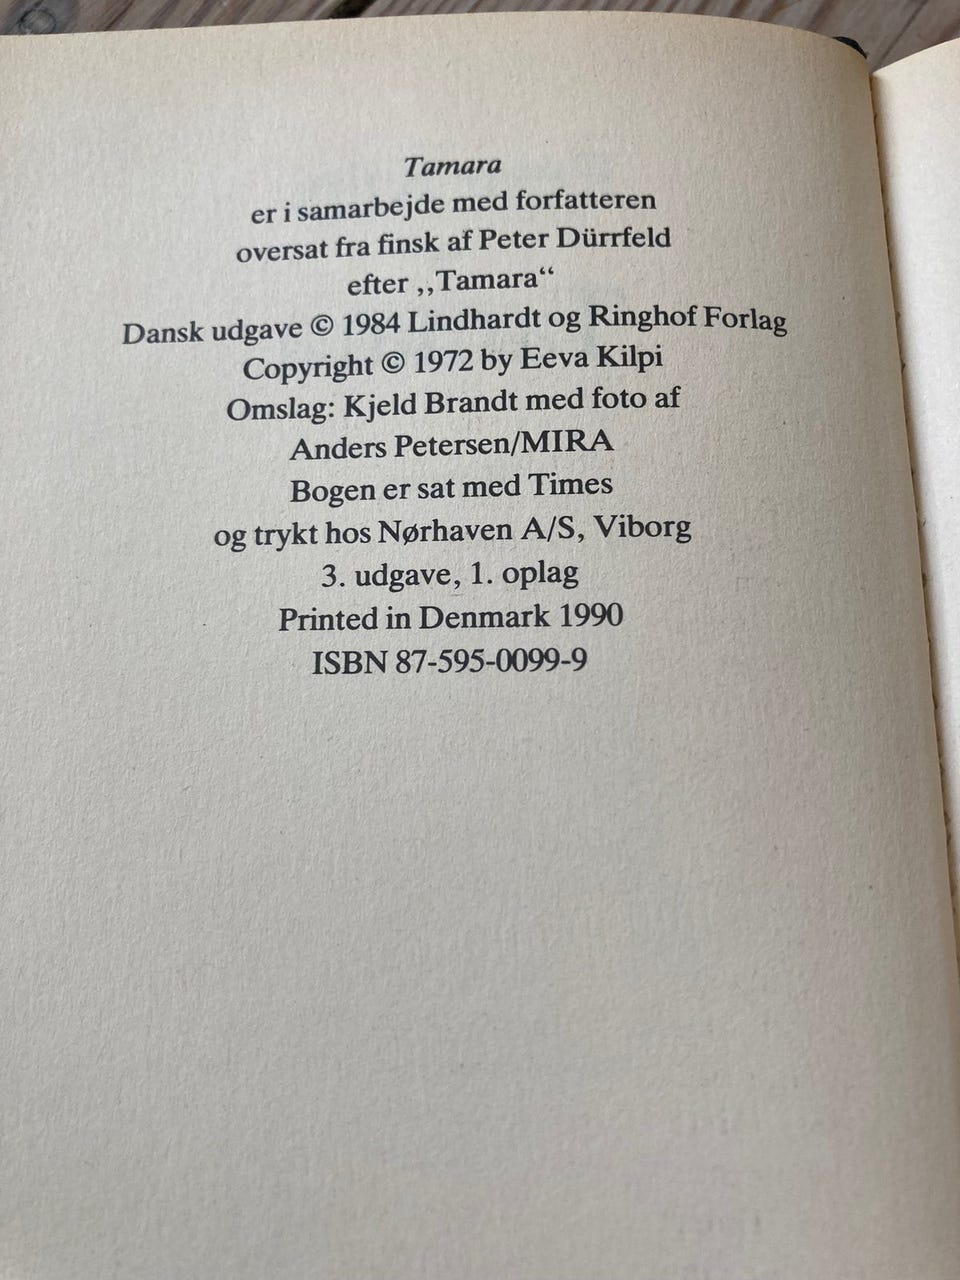 Tamara
er i samarbejde med forfatteren
oversat fra finsk af Peter Dürrfeld
efter ,,Tamara“
Dansk udgave © 1984 Lindhardt og Ringhof Forlag
Copyright © 1972 by Eeva Kilpi
Omslag: Kjeld Brandt med foto af
Anders Petersen/MIRA
Bogen er sat med Times
og trykt hos Nørhaven A/S, Viborg
3. udgave, 1. oplag
Printed in Denmark 1990
ISBN 87-595-0099-9